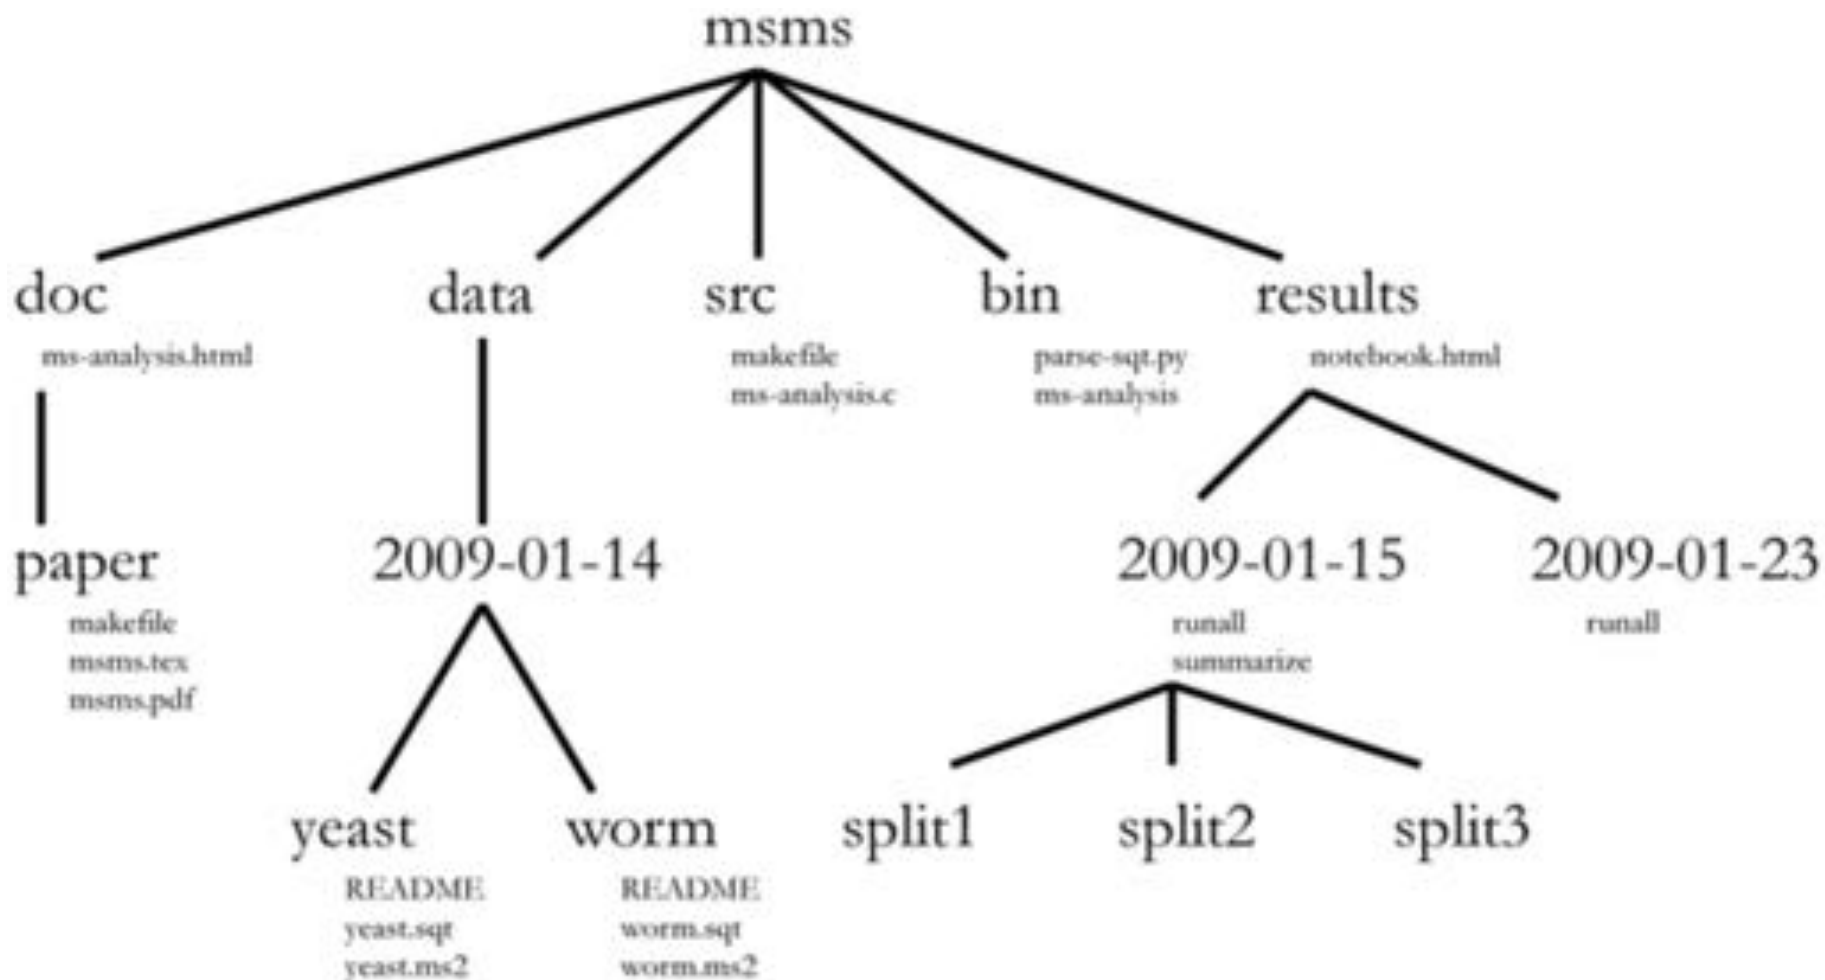 msms
doc data src bin results
ms-analysis.html makefile parse-sqt.py notebook.html
ms-analysis.c ms-analysis
paper 2009-01-14 2009-01-15 2009-01-23
makefile runall runall
msms.tex summarize
msms.pdf
yeast worm split1 split2 split3
README README
yeast.sqt worm.sqt
yeast.ms2 worm.ms2